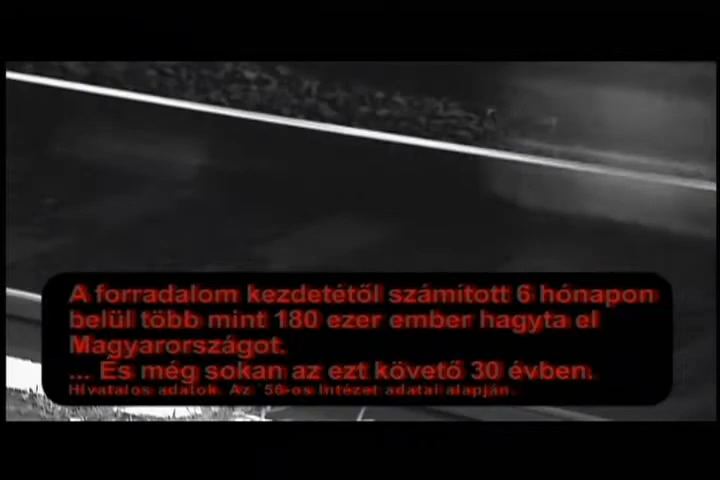 A forradalom kezdetétől számított 6 hónapon
belül több mint 180 ezer ember hagyta el
Magyarországot.
... És még sokan az ezt követő 30 évben.
Hivatalos adatok. Az '56-os Intézet adatai alapján.